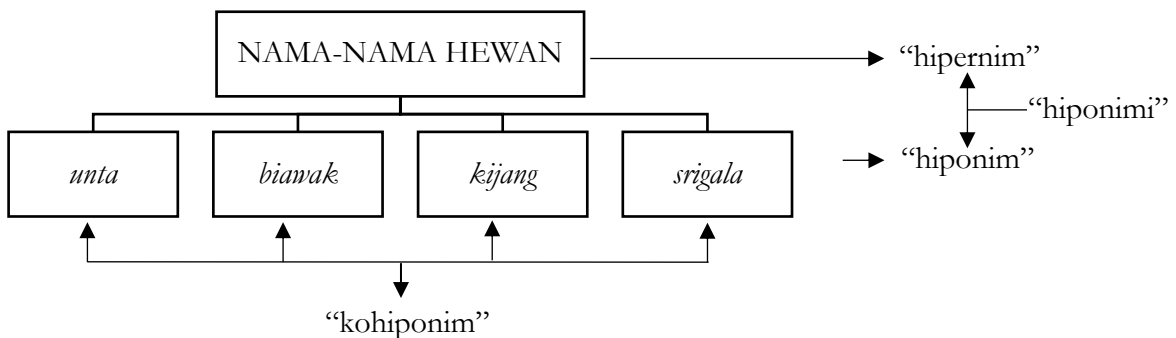 NAMA-NAMA HEWAN
“hipernim”
“hiponimi”
unta
biawak
kijang
srigala
“hiponim”
“kohiponim”